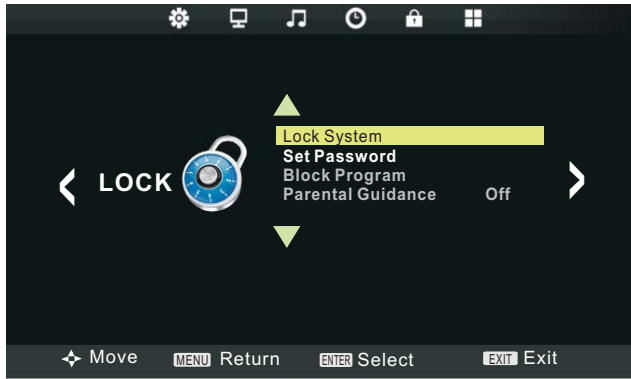 LOCK
Lock System
Set Password
Block Program
Parental Guidance Off
Move MENU Return ENTER Select EXIT Exit